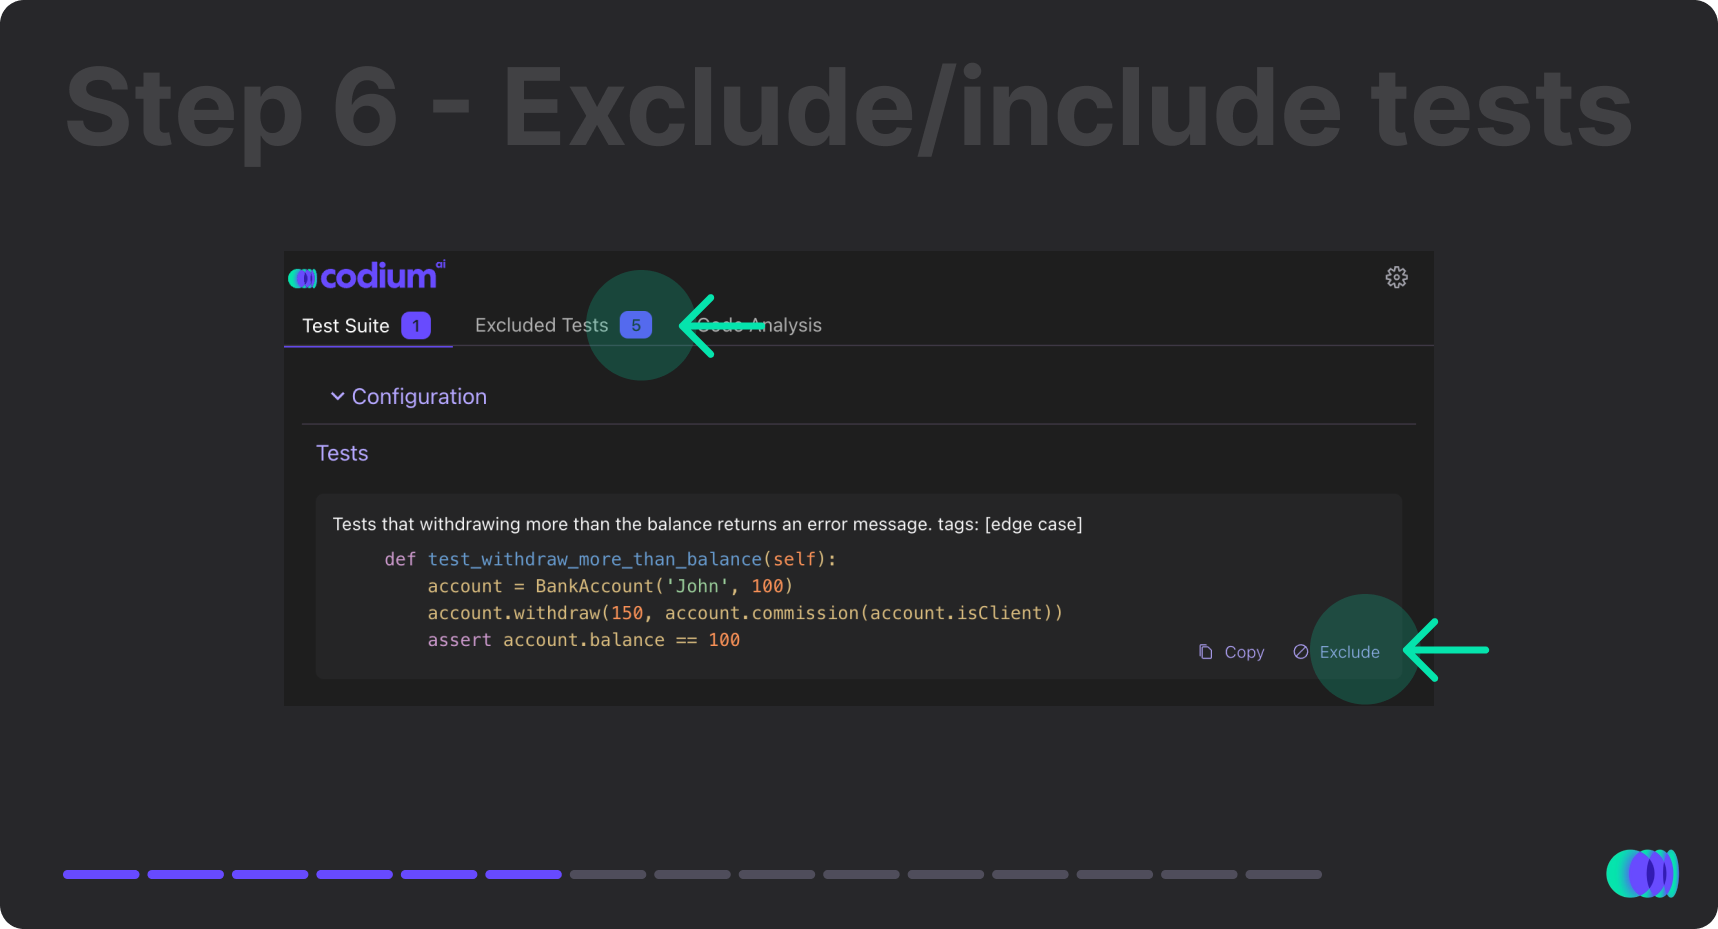 Step 6 - Exclude/include tests
codium ai
Test Suite 1 Excluded Tests 5 Code Analysis
Configuration
Tests
Tests that withdrawing more than the balance returns an error message. tags: [edge case]
def test_withdraw_more_than_balance(self):
account = BankAccount('John', 100)
account.withdraw(150, account.commission(account.isClient))
assert account.balance == 100
Copy Exclude